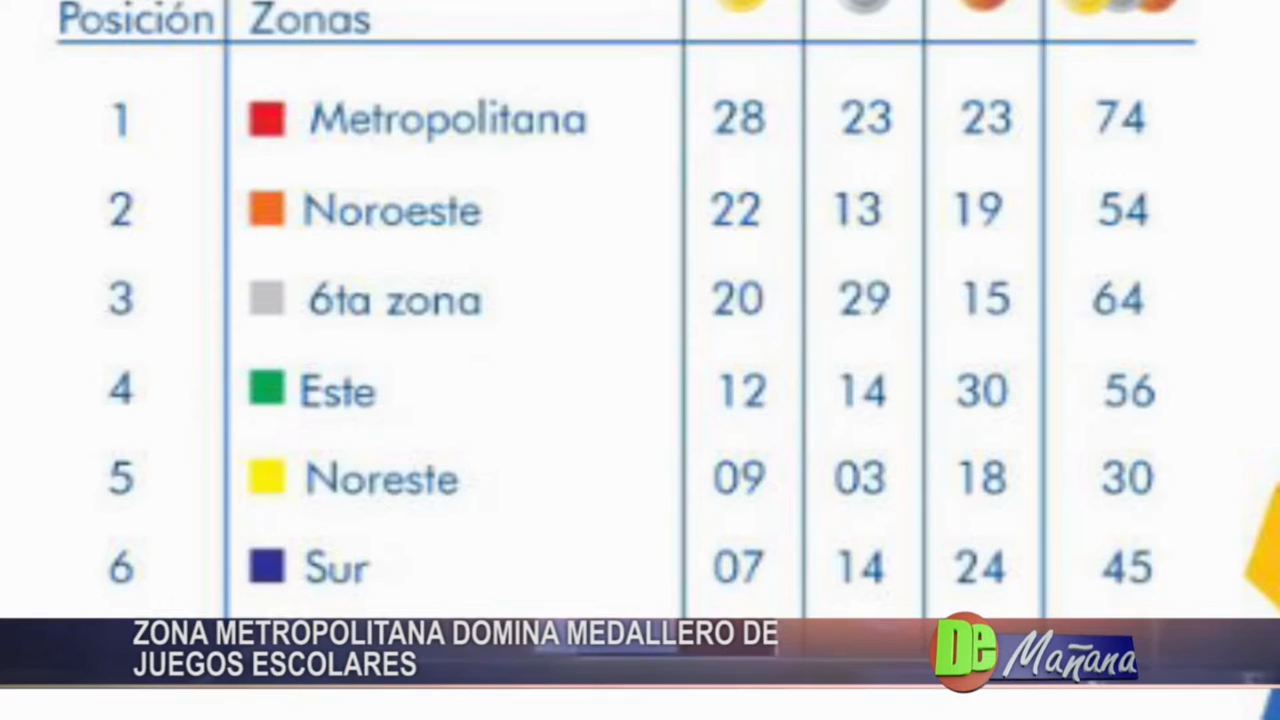 Posición Zonas
1 Metropolitana 28 23 23 74
2 Noroeste 22 13 19 54
3 6ta zona 20 29 15 64
4 Este 12 14 30 56
5 Noreste 09 03 18 30
6 Sur 07 14 24 45
ZONA METROPOLITANA DOMINA MEDALLERO DE
JUEGOS ESCOLARES
De Mañana